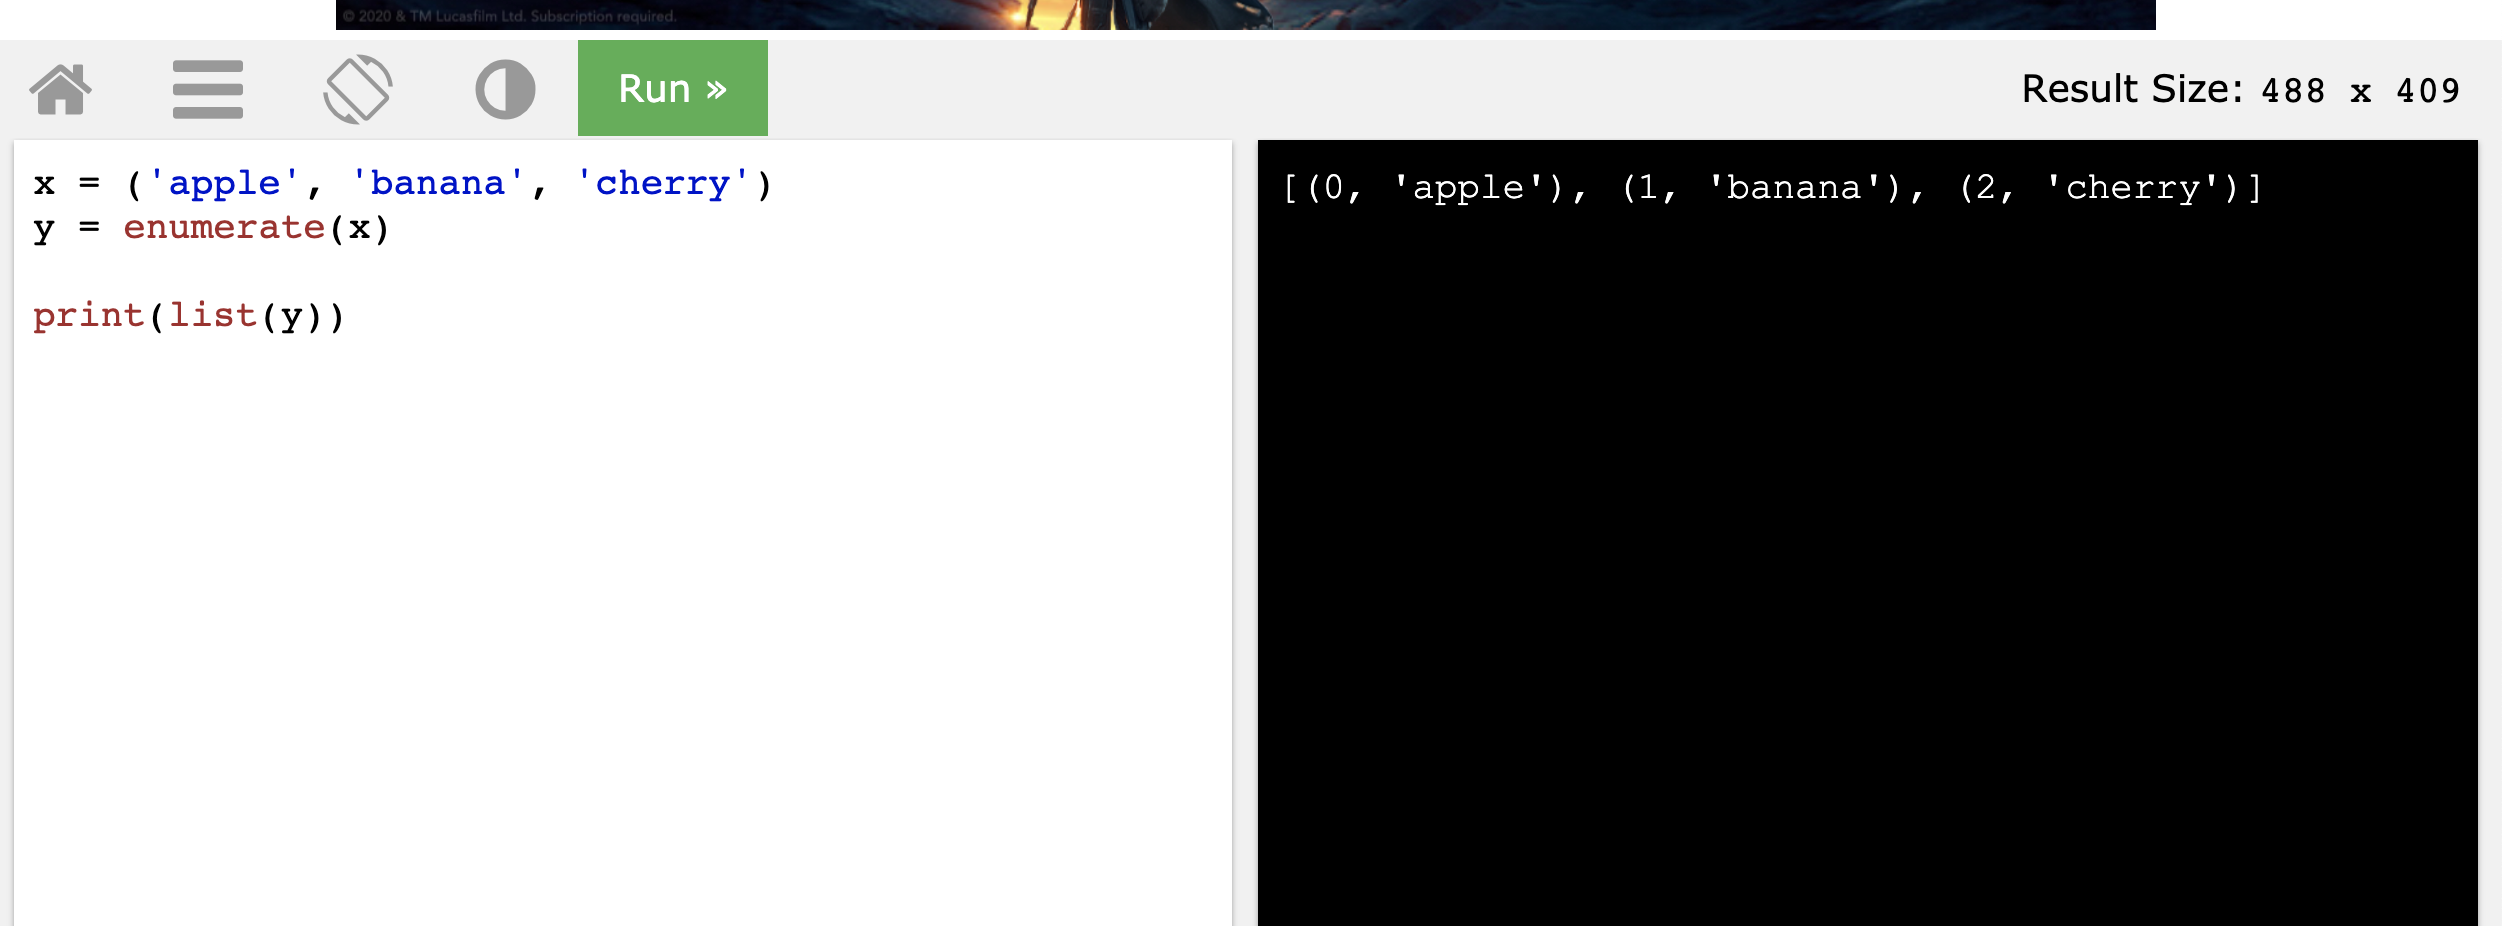 © 2020 & TM Lucasfilm Ltd. Subscription required.
Run »
Result Size: 488 x 409
x = ('apple', 'banana', 'cherry')
y = enumerate(x)
print(list(y))
[(0, 'apple'), (1, 'banana'), (2, 'cherry')]